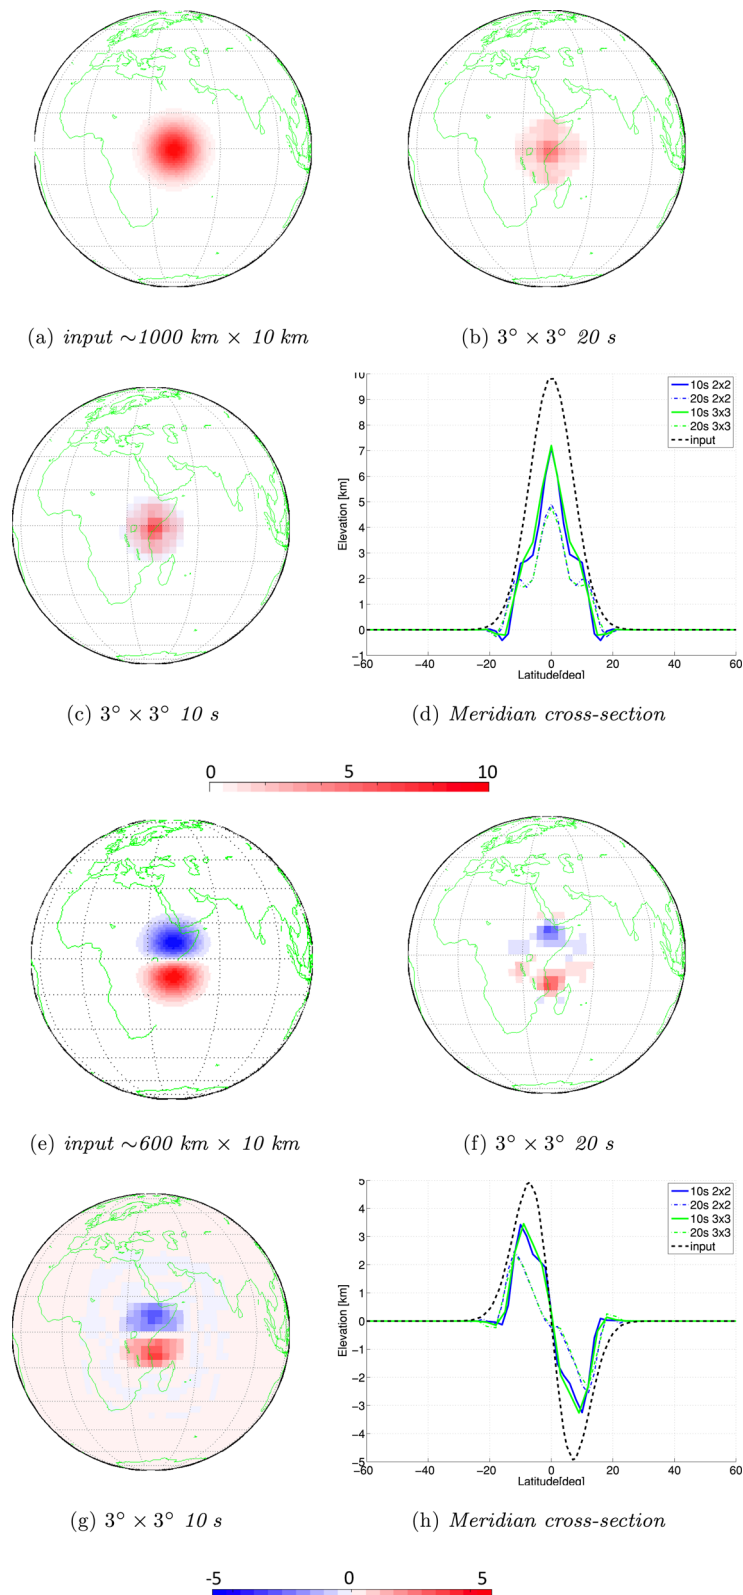 (a) input ∼1000 km × 10 km
(b) 3° × 3° 20 s
10
9
8
7
6
5
4
3
2
1
0
−1
Elevation [km]
10s 2x2
20s 2x2
10s 3x3
20s 3x3
input
−60
−40
−20
0
20
40
60
Latitude[deg]
(c) 3° × 3° 10 s
(d) Meridian cross-section
0
5
10
(e) input ∼600 km × 10 km
(f) 3° × 3° 20 s
5
4
3
2
1
0
−1
−2
−3
−4
−5
Elevation [km]
10s 2x2
20s 2x2
10s 3x3
20s 3x3
input
−60
−40
−20
0
20
40
60
Latitude[deg]
(g) 3° × 3° 10 s
(h) Meridian cross-section
-5
0
5